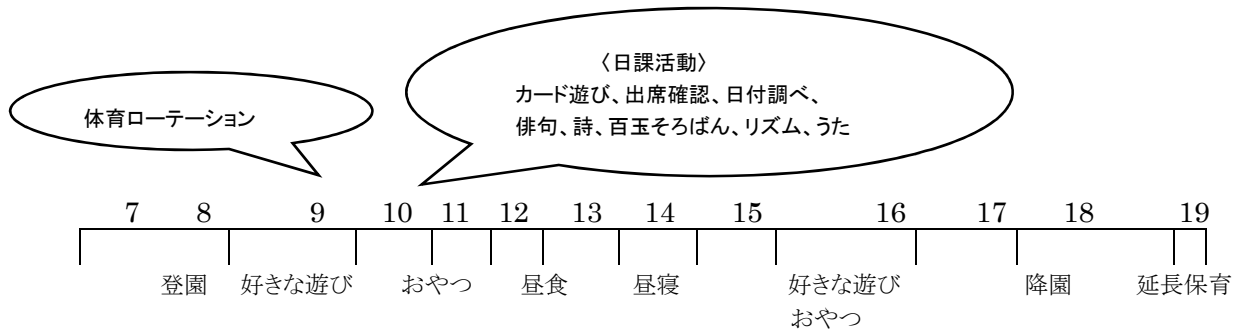 〈日課活動〉
カード遊び、出席確認、日付調べ、
俳句、詩、百玉そろばん、リズム、うた
体育ローテーション
7 8 9 10 11 12 13 14 15 16 17 18 19
登園 好きな遊び おやつ 昼食 昼寝 好きな遊び 降園 延長保育
おやつ